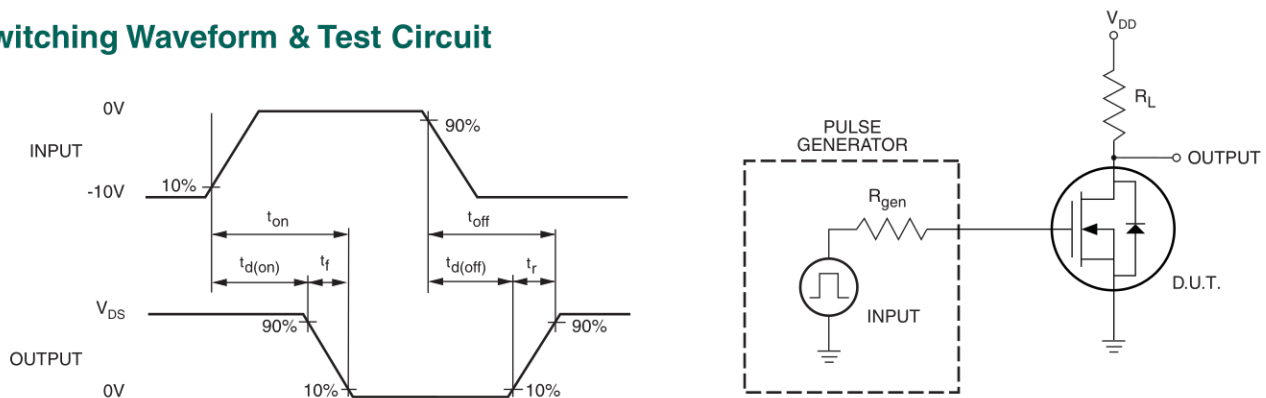 witching Waveform & Test Circuit
0V
INPUT
-10V
10%
90%
ton
toff
td(on)
tf
td(off)
tr
VDS
90%
90%
OUTPUT
0V
10%
10%
VDD
RL
PULSE
GENERATOR
OUTPUT
Rgen
INPUT
D.U.T.